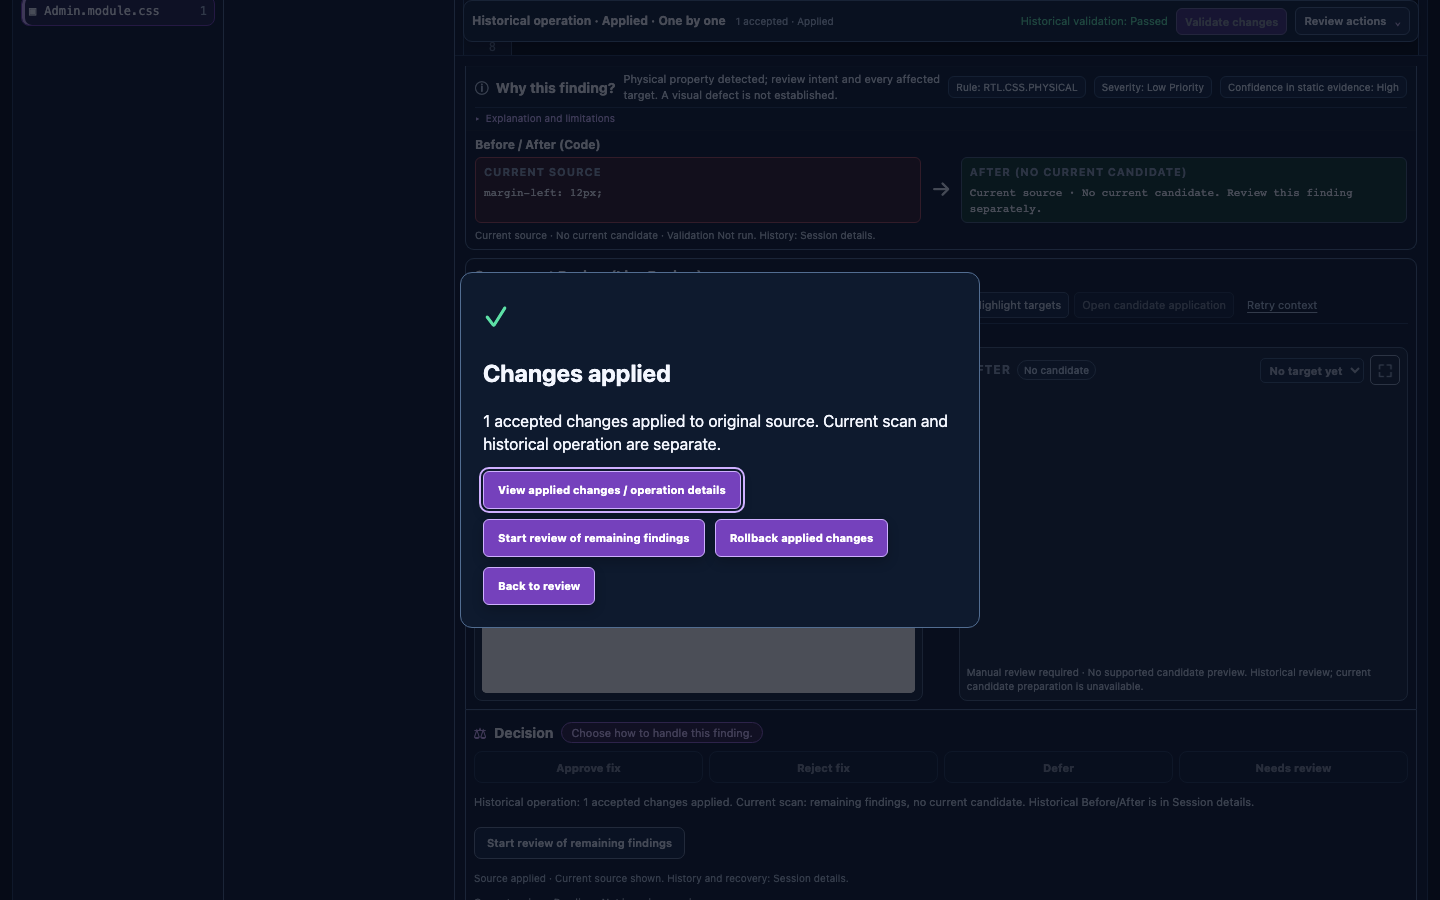 Admin.module.css 1
Historical operation · Applied · One by one 1 accepted · Applied
Historical validation: Passed Validate changes Review actions
8
Why this finding?
Physical property detected; review intent and every affected
target. A visual defect is not established.
Rule: RTL.CSS.PHYSICAL Severity: Low Priority Confidence in static evidence: High
Explanation and limitations
Before / After (Code)
CURRENT SOURCE
margin-left: 12px;
AFTER (NO CURRENT CANDIDATE)
Current source · No current candidate. Review this finding
separately.
Current source · No current candidate · Validation Not run. History: Session details.
Highlight targets Open candidate application Retry context
No candidate No target yet
Changes applied
1 accepted changes applied to original source. Current scan and
historical operation are separate.
View applied changes / operation details
Start review of remaining findings Rollback applied changes
Back to review
Manual review required · No supported candidate preview. Historical review; current
candidate preparation is unavailable.
Decision Choose how to handle this finding.
Approve fix Reject fix Defer Needs review
Historical operation: 1 accepted changes applied. Current scan: remaining findings, no current candidate. Historical Before/After is in Session details.
Start review of remaining findings
Source applied · Current source shown. History and recovery: Session details.